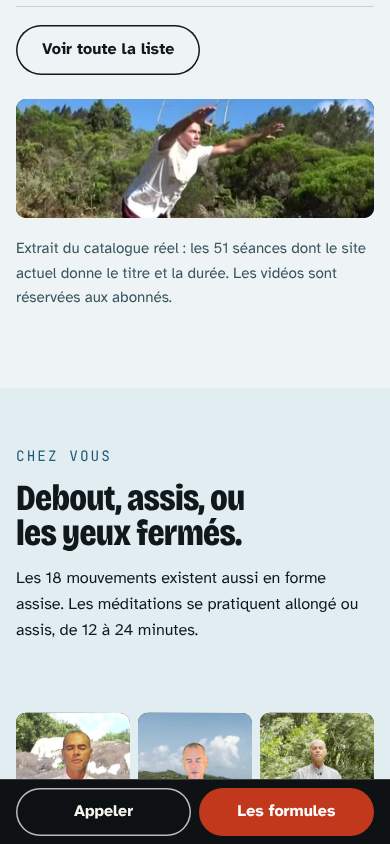 Voir toute la liste
Extrait du catalogue réel : les 51 séances dont le site
actuel donne le titre et la durée. Les vidéos sont
réservées aux abonnés.
CHEZ VOUS
Debout, assis, ou
les yeux fermés.
Les 18 mouvements existent aussi en forme
assise. Les méditations se pratiquent allongé ou
assis, de 12 à 24 minutes.
Appeler
Les formules